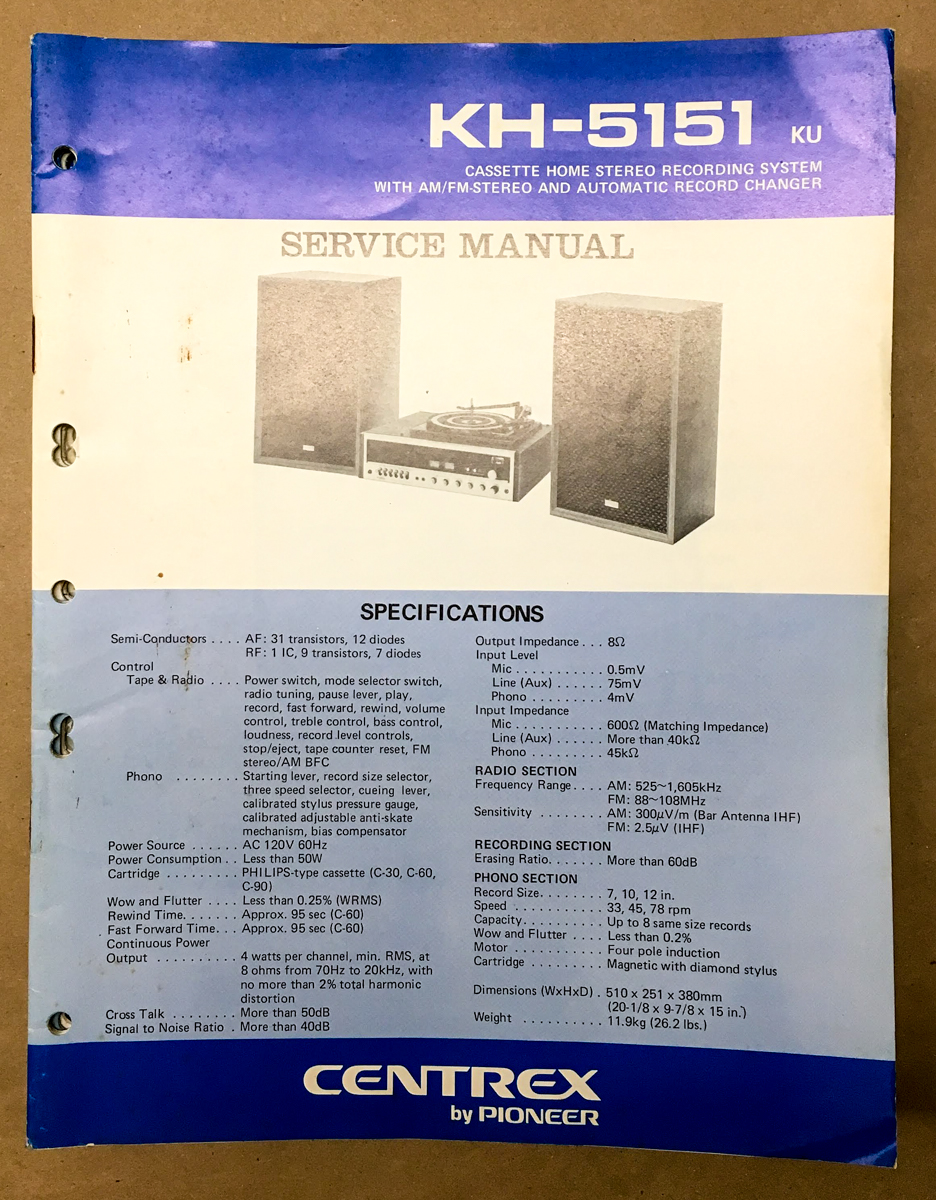 KH-5151 KU
CASSETTE HOME STEREO RECORDING SYSTEM
WITH AM/FM-STEREO AND AUTOMATIC RECORD CHANGER
SERVICE MANUAL
SPECIFICATIONS
Semi-Conductors . . . . AF: 31 transistors, 12 diodes
RF: 1 IC, 9 transistors, 7 diodes
Control
Tape & Radio . . . . Power switch, mode selector switch,
radio tuning, pause lever, play,
record, fast forward, rewind, volume
control, treble control, bass control,
loudness, record level controls,
stop/eject, tape counter reset, FM
stereo/AM BFC
Phono . . . . . . . . Starting lever, record size selector,
three speed selector, cueing lever,
calibrated stylus pressure gauge,
calibrated adjustable anti-skate
mechanism, bias compensator
Power Source . . . . . . AC 120V 60Hz
Power Consumption . . Less than 50W
Cartridge . . . . . . . . . PHILIPS-type cassette (C-30, C-60,
C-90)
Wow and Flutter . . . . Less than 0.25% (WRMS)
Rewind Time. . . . . . . Approx. 95 sec (C-60)
Fast Forward Time. . . Approx. 95 sec (C-60)
Continuous Power
Output . . . . . . . . . . 4 watts per channel, min. RMS, at
8 ohms from 70Hz to 20kHz, with
no more than 2% total harmonic
distortion
Cross Talk . . . . . . . . More than 50dB
Signal to Noise Ratio . More than 40dB
Output Impedance . . . 8Ω
Input Level
Mic . . . . . . . . . . . 0.5mV
Line (Aux) . . . . . . 75mV
Phono . . . . . . . . . 4mV
Input Impedance
Mic . . . . . . . . . . . 600Ω (Matching Impedance)
Line (Aux) . . . . . . More than 40kΩ
Phono . . . . . . . . . 45kΩ
RADIO SECTION
Frequency Range. . . . AM: 525~1,605kHz
FM: 88~108MHz
Sensitivity . . . . . . . . AM: 300μV/m (Bar Antenna IHF)
FM: 2.5μV (IHF)
RECORDING SECTION
Erasing Ratio. . . . . . . More than 60dB
PHONO SECTION
Record Size. . . . . . . . 7, 10, 12 in.
Speed . . . . . . . . . . . 33, 45, 78 rpm
Capacity. . . . . . . . . . Up to 8 same size records
Wow and Flutter . . . . Less than 0.2%
Motor . . . . . . . . . . . Four pole induction
Cartridge . . . . . . . . . Magnetic with diamond stylus
Dimensions (WxHxD) . 510 x 251 x 380mm
(20-1/8 x 9-7/8 x 15 in.)
Weight . . . . . . . . . . 11.9kg (26.2 lbs.)
CENTREX
by PIONEER